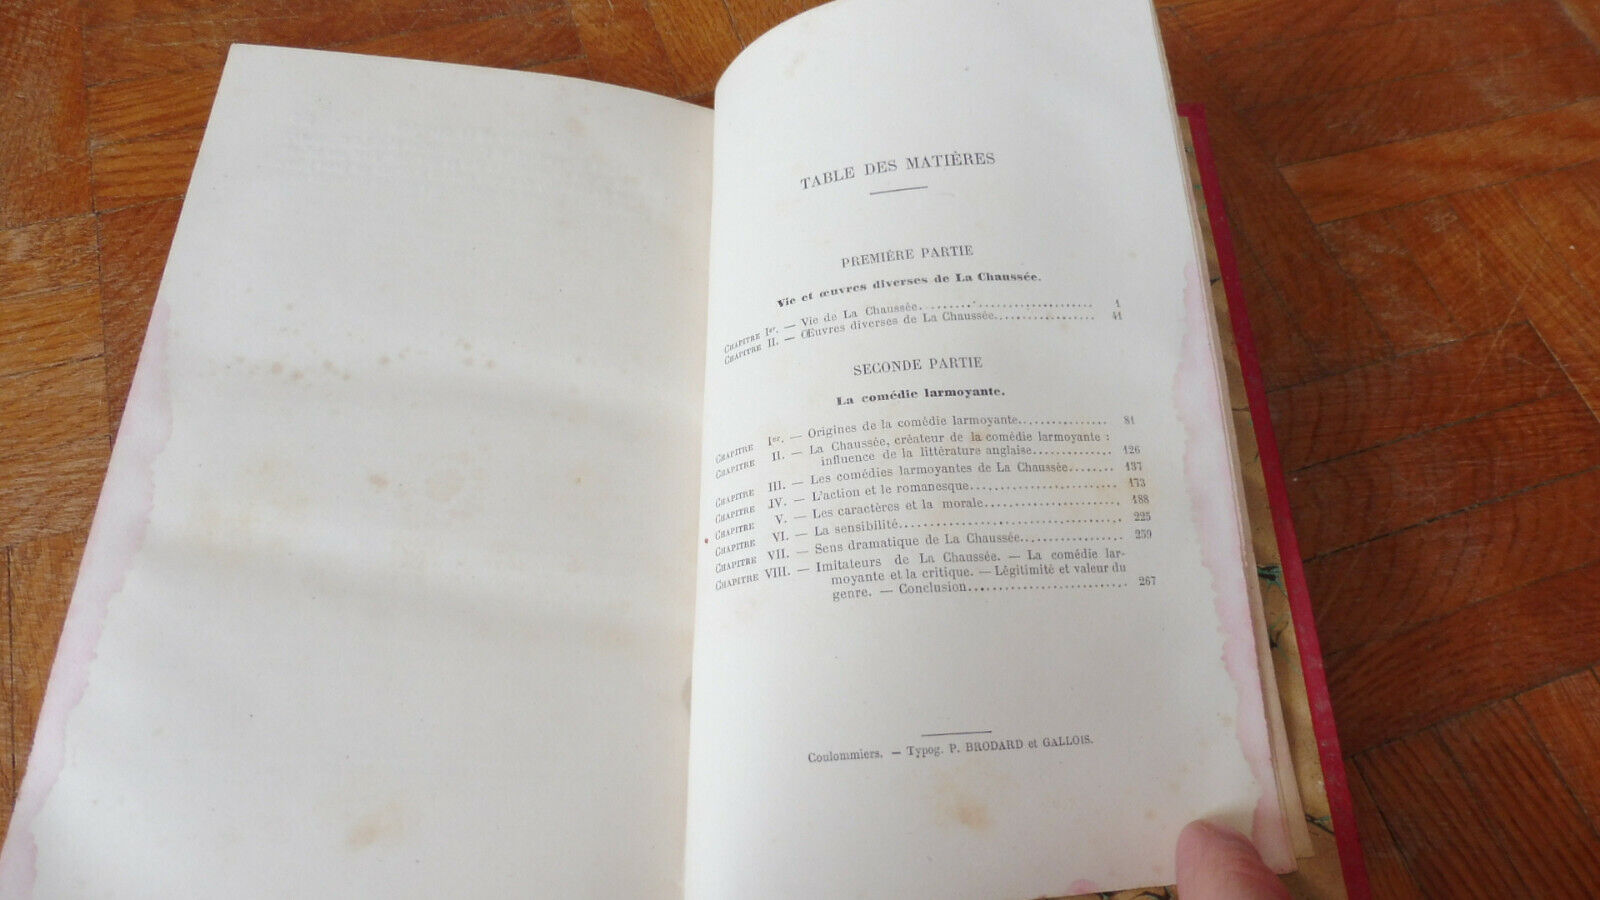 TABLE DES MATIÈRES
PREMIÈRE PARTIE
Vie et œuvres diverses de La Chaussée.
CHAPITRE Ier. — Vie de La Chaussée.................... 1
CHAPITRE II. — Œuvres diverses de La Chaussée.................... 41
SECONDE PARTIE
La comédie larmoyante.
CHAPITRE Ier. — Origines de la comédie larmoyante.................... 81
CHAPITRE II. — La Chaussée, créateur de la comédie larmoyante :
influence de la littérature anglaise.................... 126
CHAPITRE III. — Les comédies larmoyantes de La Chaussée........ 137
CHAPITRE IV. — L'action et le romanesque.................... 173
CHAPITRE V. — Les caractères et la morale.................... 188
CHAPITRE VI. — La sensibilité.................... 225
CHAPITRE VII. — Sens dramatique de La Chaussée.................... 259
CHAPITRE VIII. — Imitateurs de La Chaussée. — La comédie lar-
moyante et la critique. — Légitimité et valeur du
genre. — Conclusion.................... 267
Coulommiers. — Typog. P. BRODARD et GALLOIS.